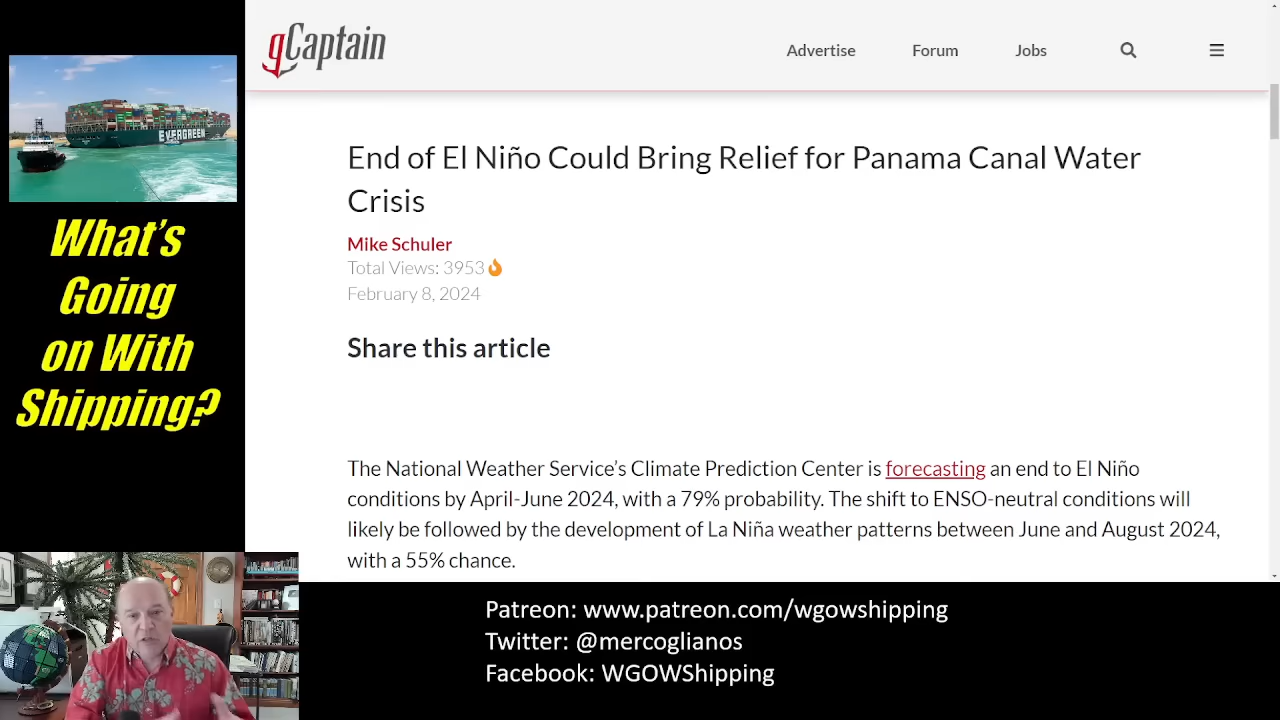 gCaptain
Advertise
Forum
Jobs
End of El Niño Could Bring Relief for Panama Canal Water
Crisis
Mike Schuler
Total Views: 3953
February 8, 2024
Share this article
The National Weather Service's Climate Prediction Center is forecasting an end to El Niño
conditions by April-June 2024, with a 79% probability. The shift to ENSO-neutral conditions will
likely be followed by the development of La Niña weather patterns between June and August 2024,
with a 55% chance.
EVERGREEN
What's
Going
on With
Shipping?
Patreon: www.patreon.com/wgowshipping
Twitter: @mercoglianos
Facebook: WGOWShipping